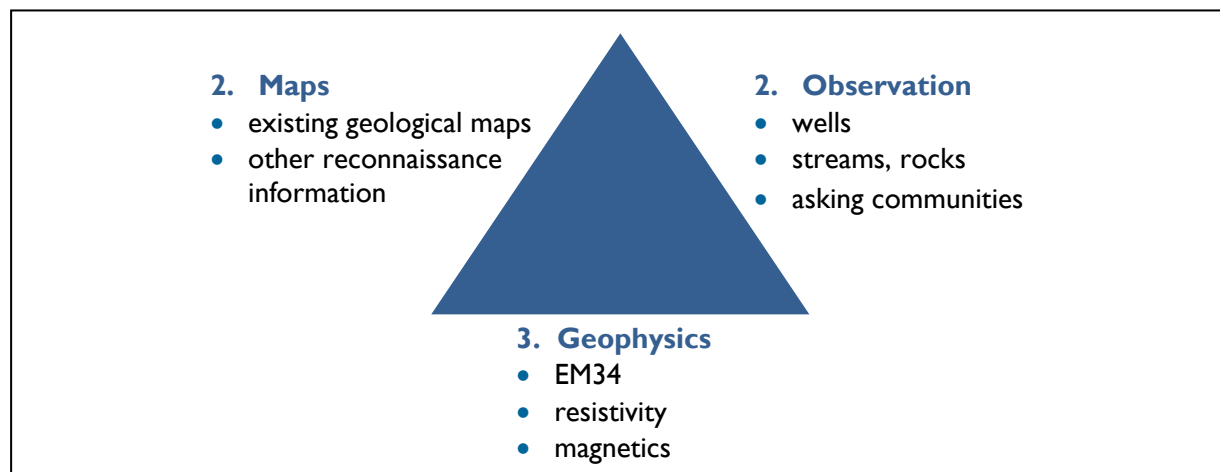 2. Maps
• existing geological maps
• other reconnaissance
information
2. Observation
• wells
• streams, rocks
• asking communities
3. Geophysics
• EM34
• resistivity
• magnetics